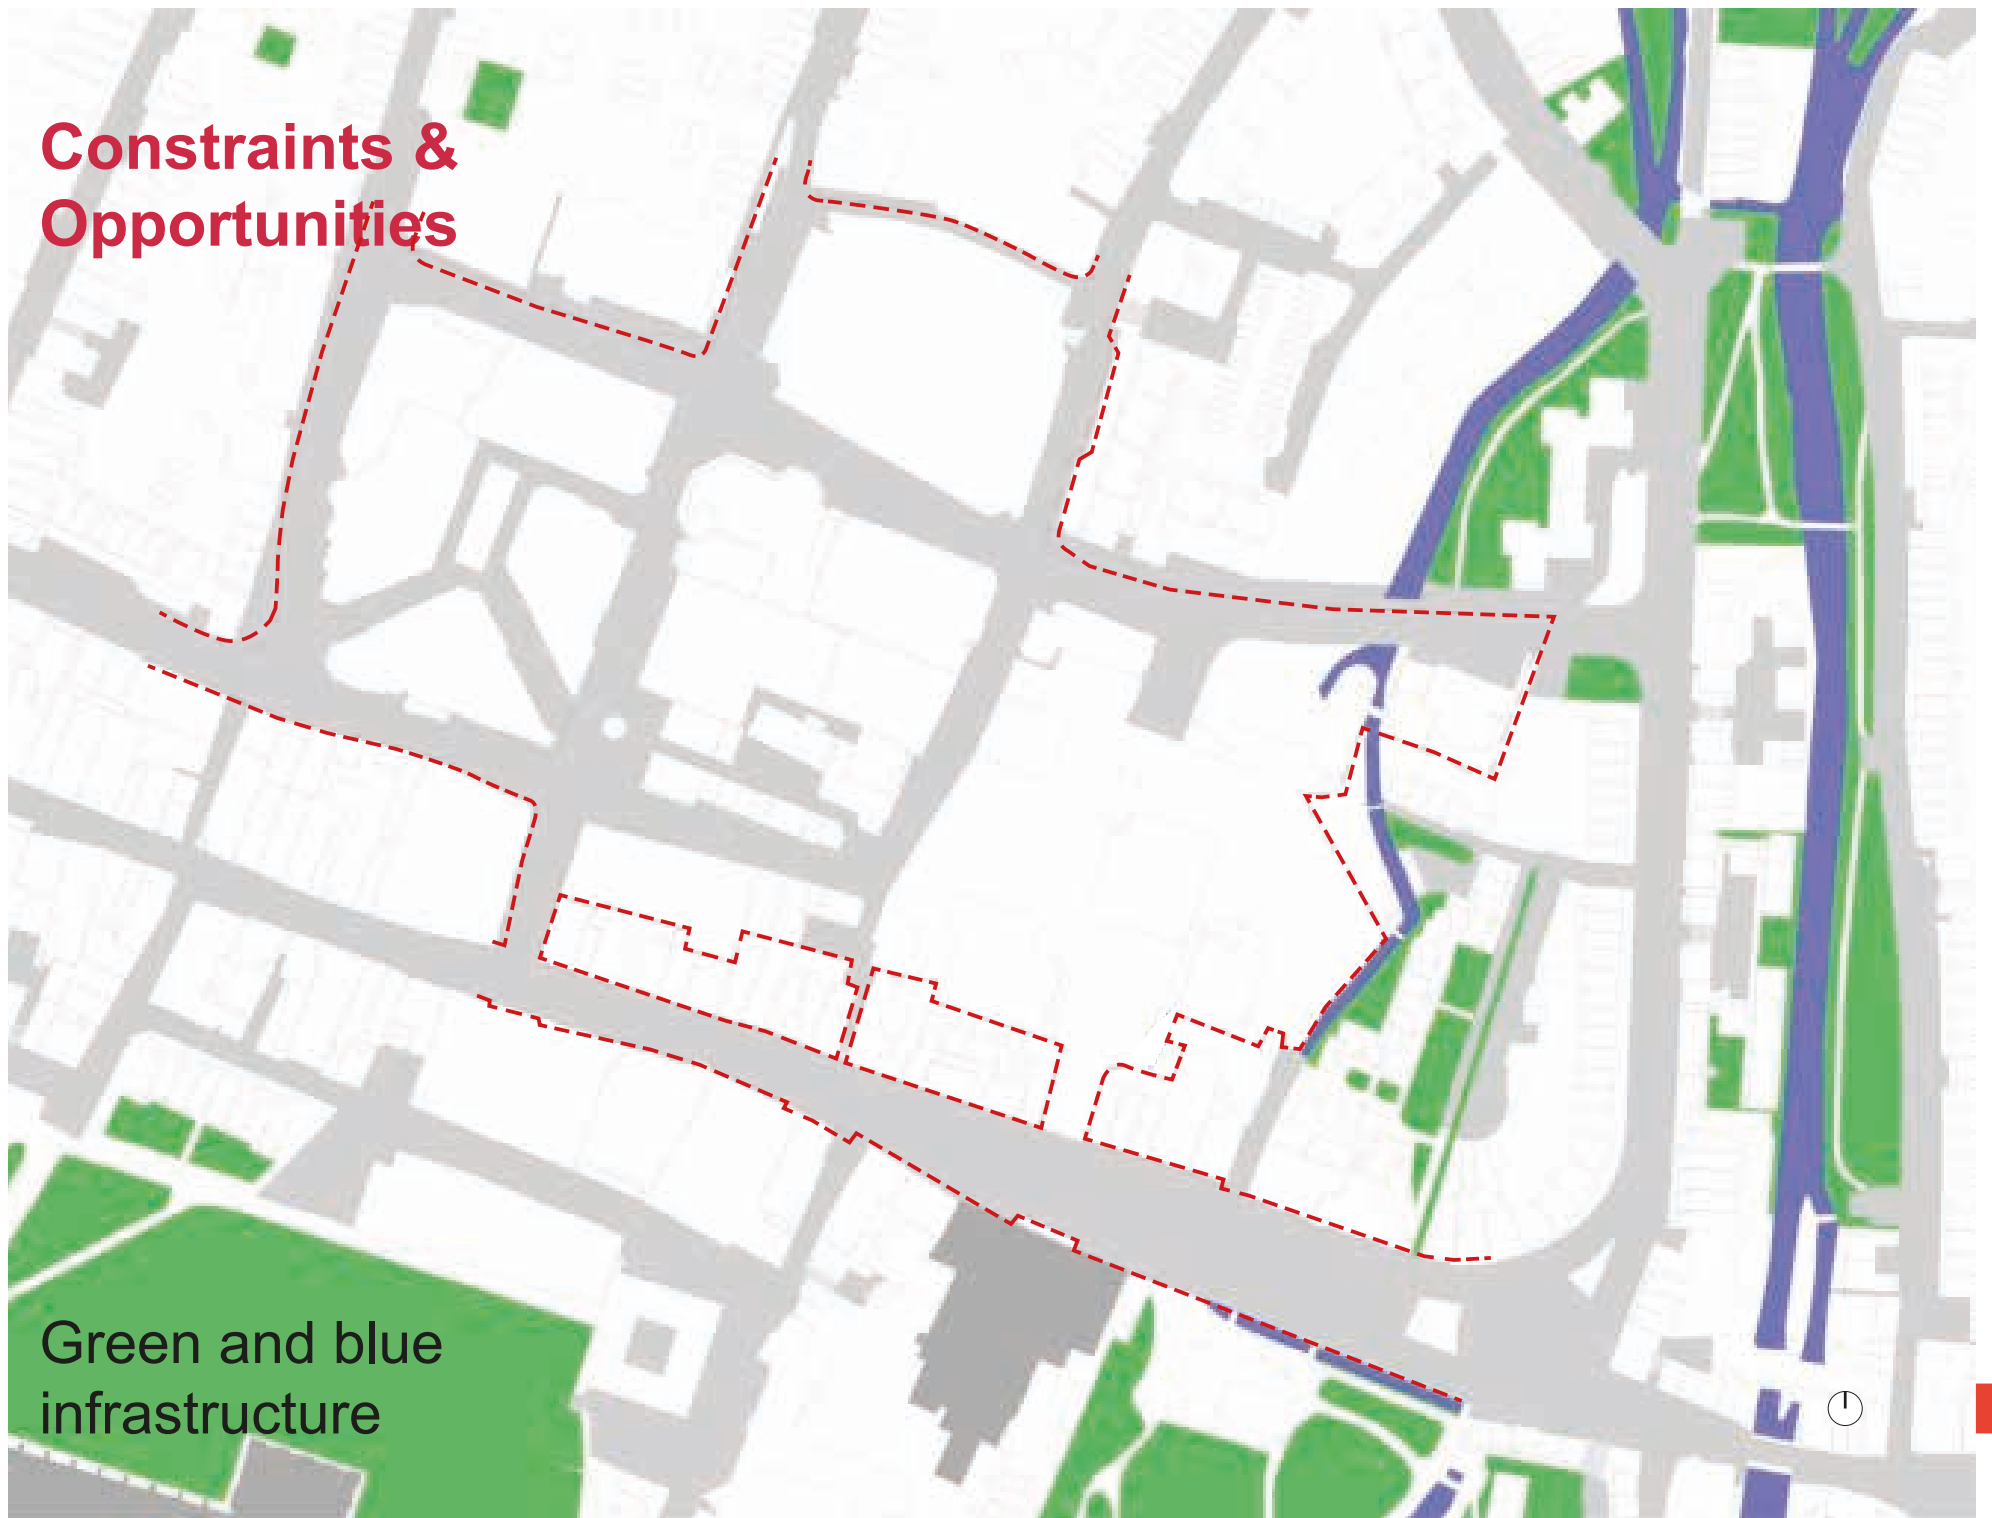 Constraints &
Opportunities
Green and blue
infrastructure